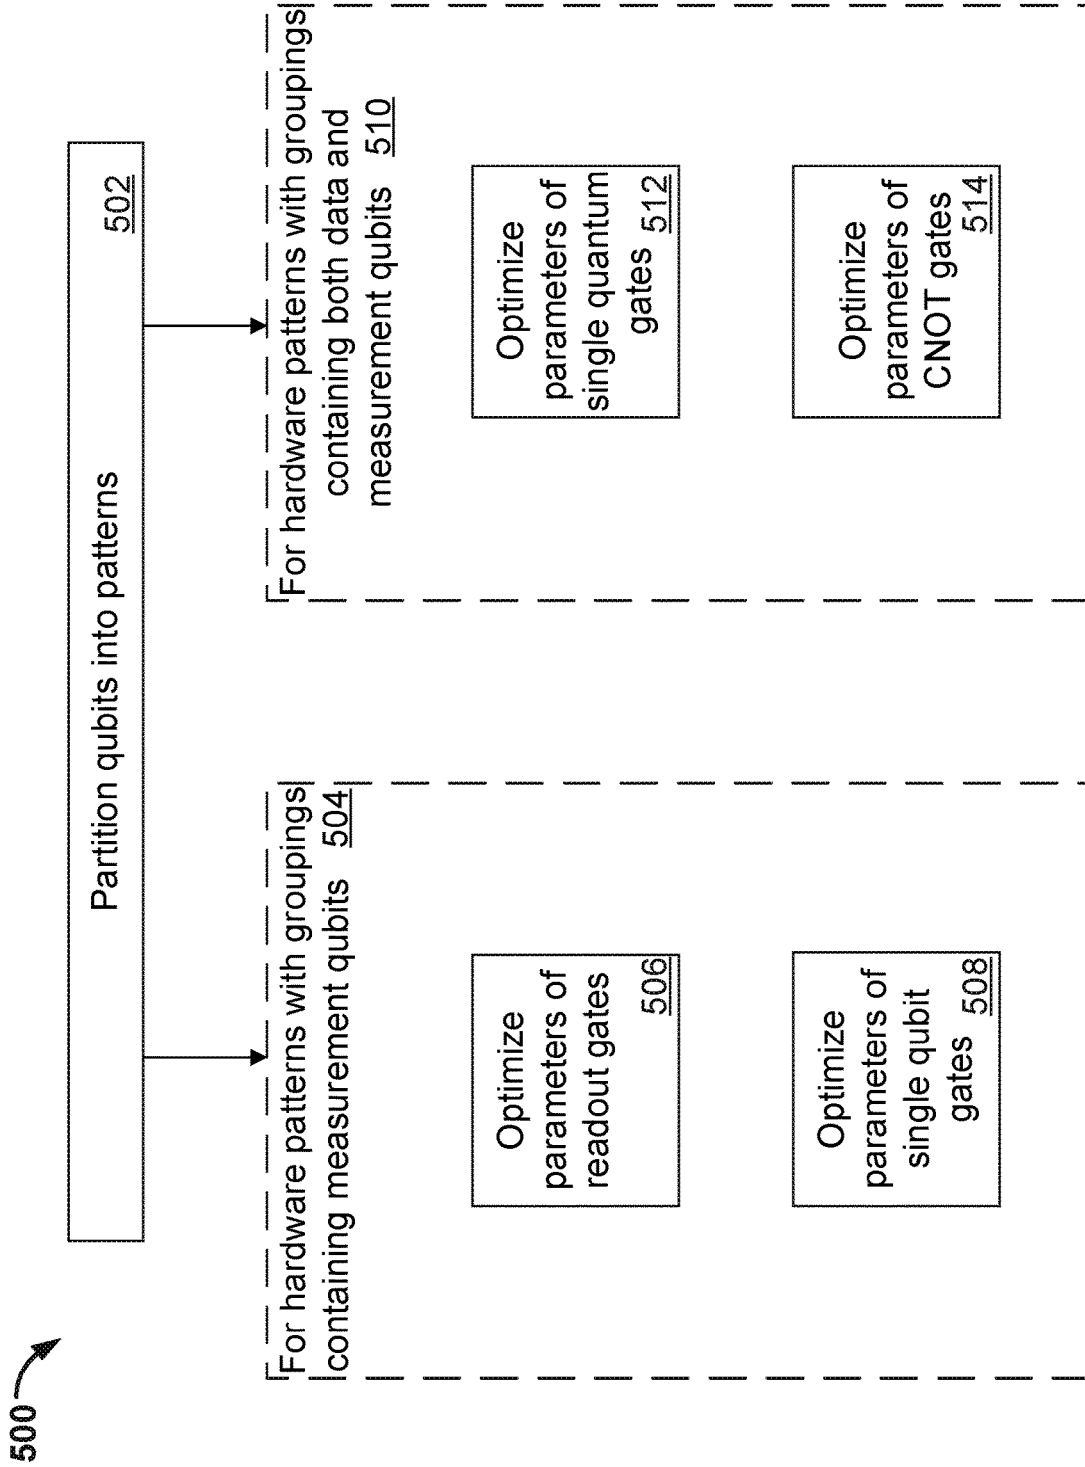 500
Partition qubits into patterns
502
For hardware patterns with groupings
containing measurement qubits 504
Optimize
parameters of
readout gates
506
Optimize
parameters of
single qubit
gates 508
For hardware patterns with groupings
containing both data and
measurement qubits 510
Optimize
parameters of
single quantum
gates 512
Optimize
parameters of
CNOT gates
514